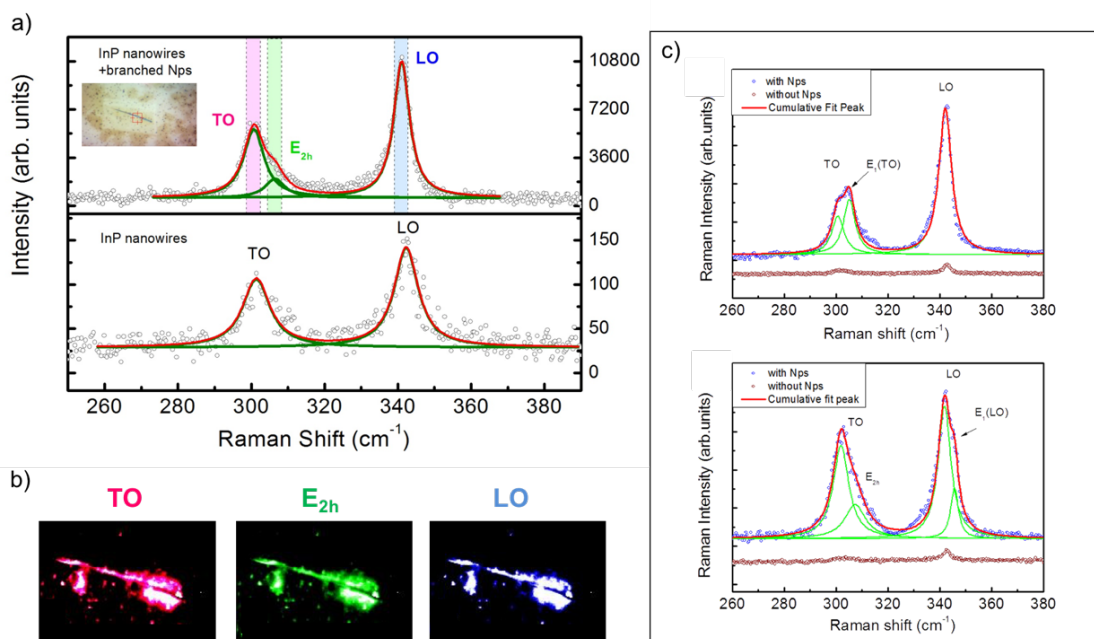 a)
InP nanowires
+branched Nps
TO
E2h
LO
10800
7200
3600
0
InP nanowires
TO
LO
150
100
50
0
Intensity (arb. units)
260 280 300 320 340 360 380
Raman Shift (cm-1)
b)
TO E2h LO
c)
with Nps
without Nps
Cumulative Fit Peak
LO
TO
E1(TO)
Raman Intensity (arb.units)
260 280 300 320 340 360 380
Raman shift (cm-1)
with Nps
without Nps
Cumulative fit peak
LO
TO
E1(LO)
E2h
Raman Intensity (arb.units)
260 280 300 320 340 360 380
Raman shift (cm-1)